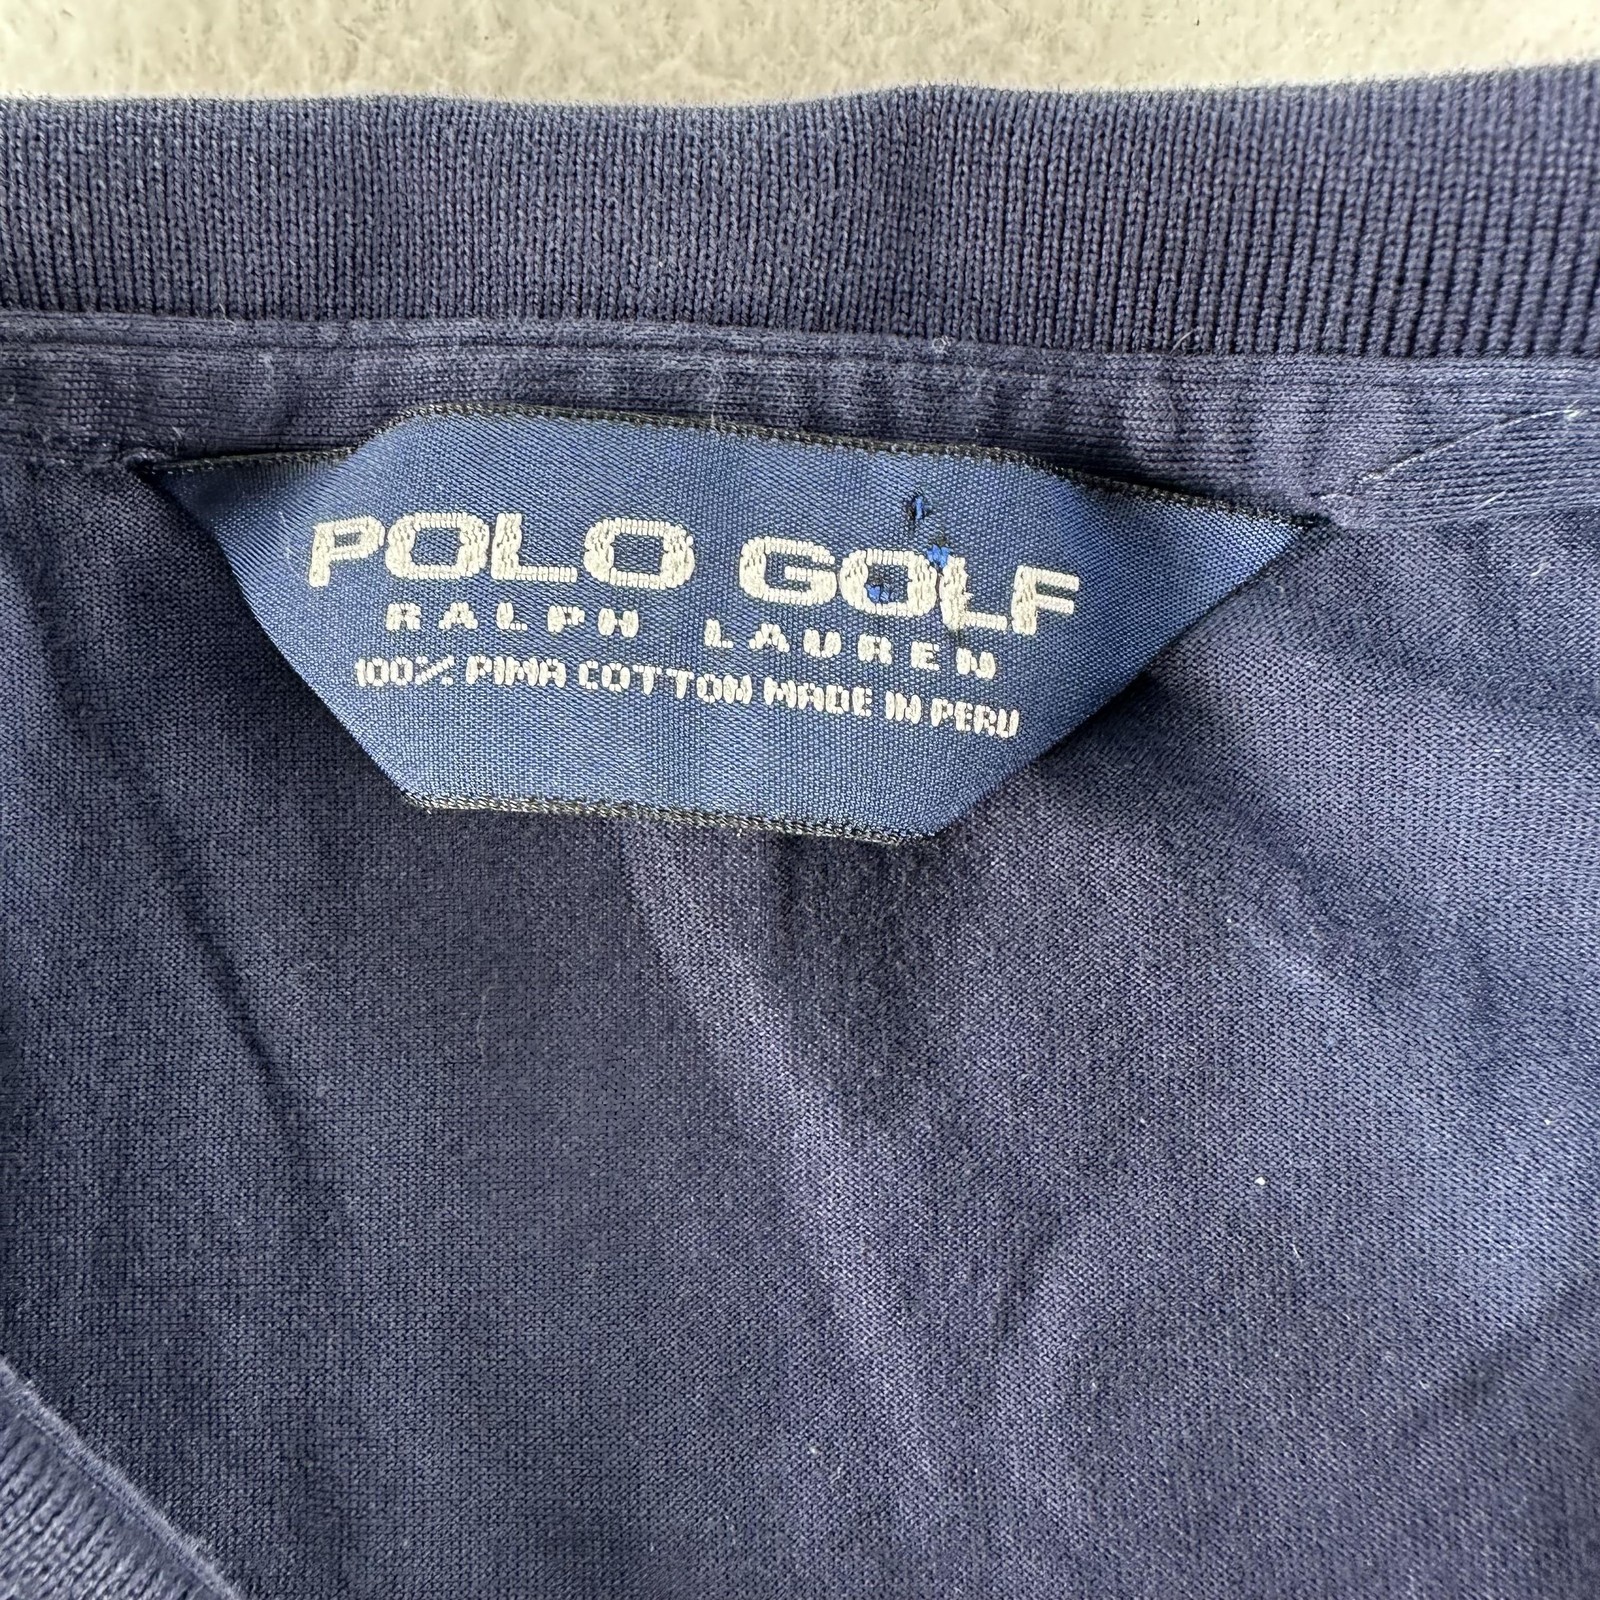 POLO GOLF
RALPH LAUREN
100% PIMA COTTON MADE IN PERU